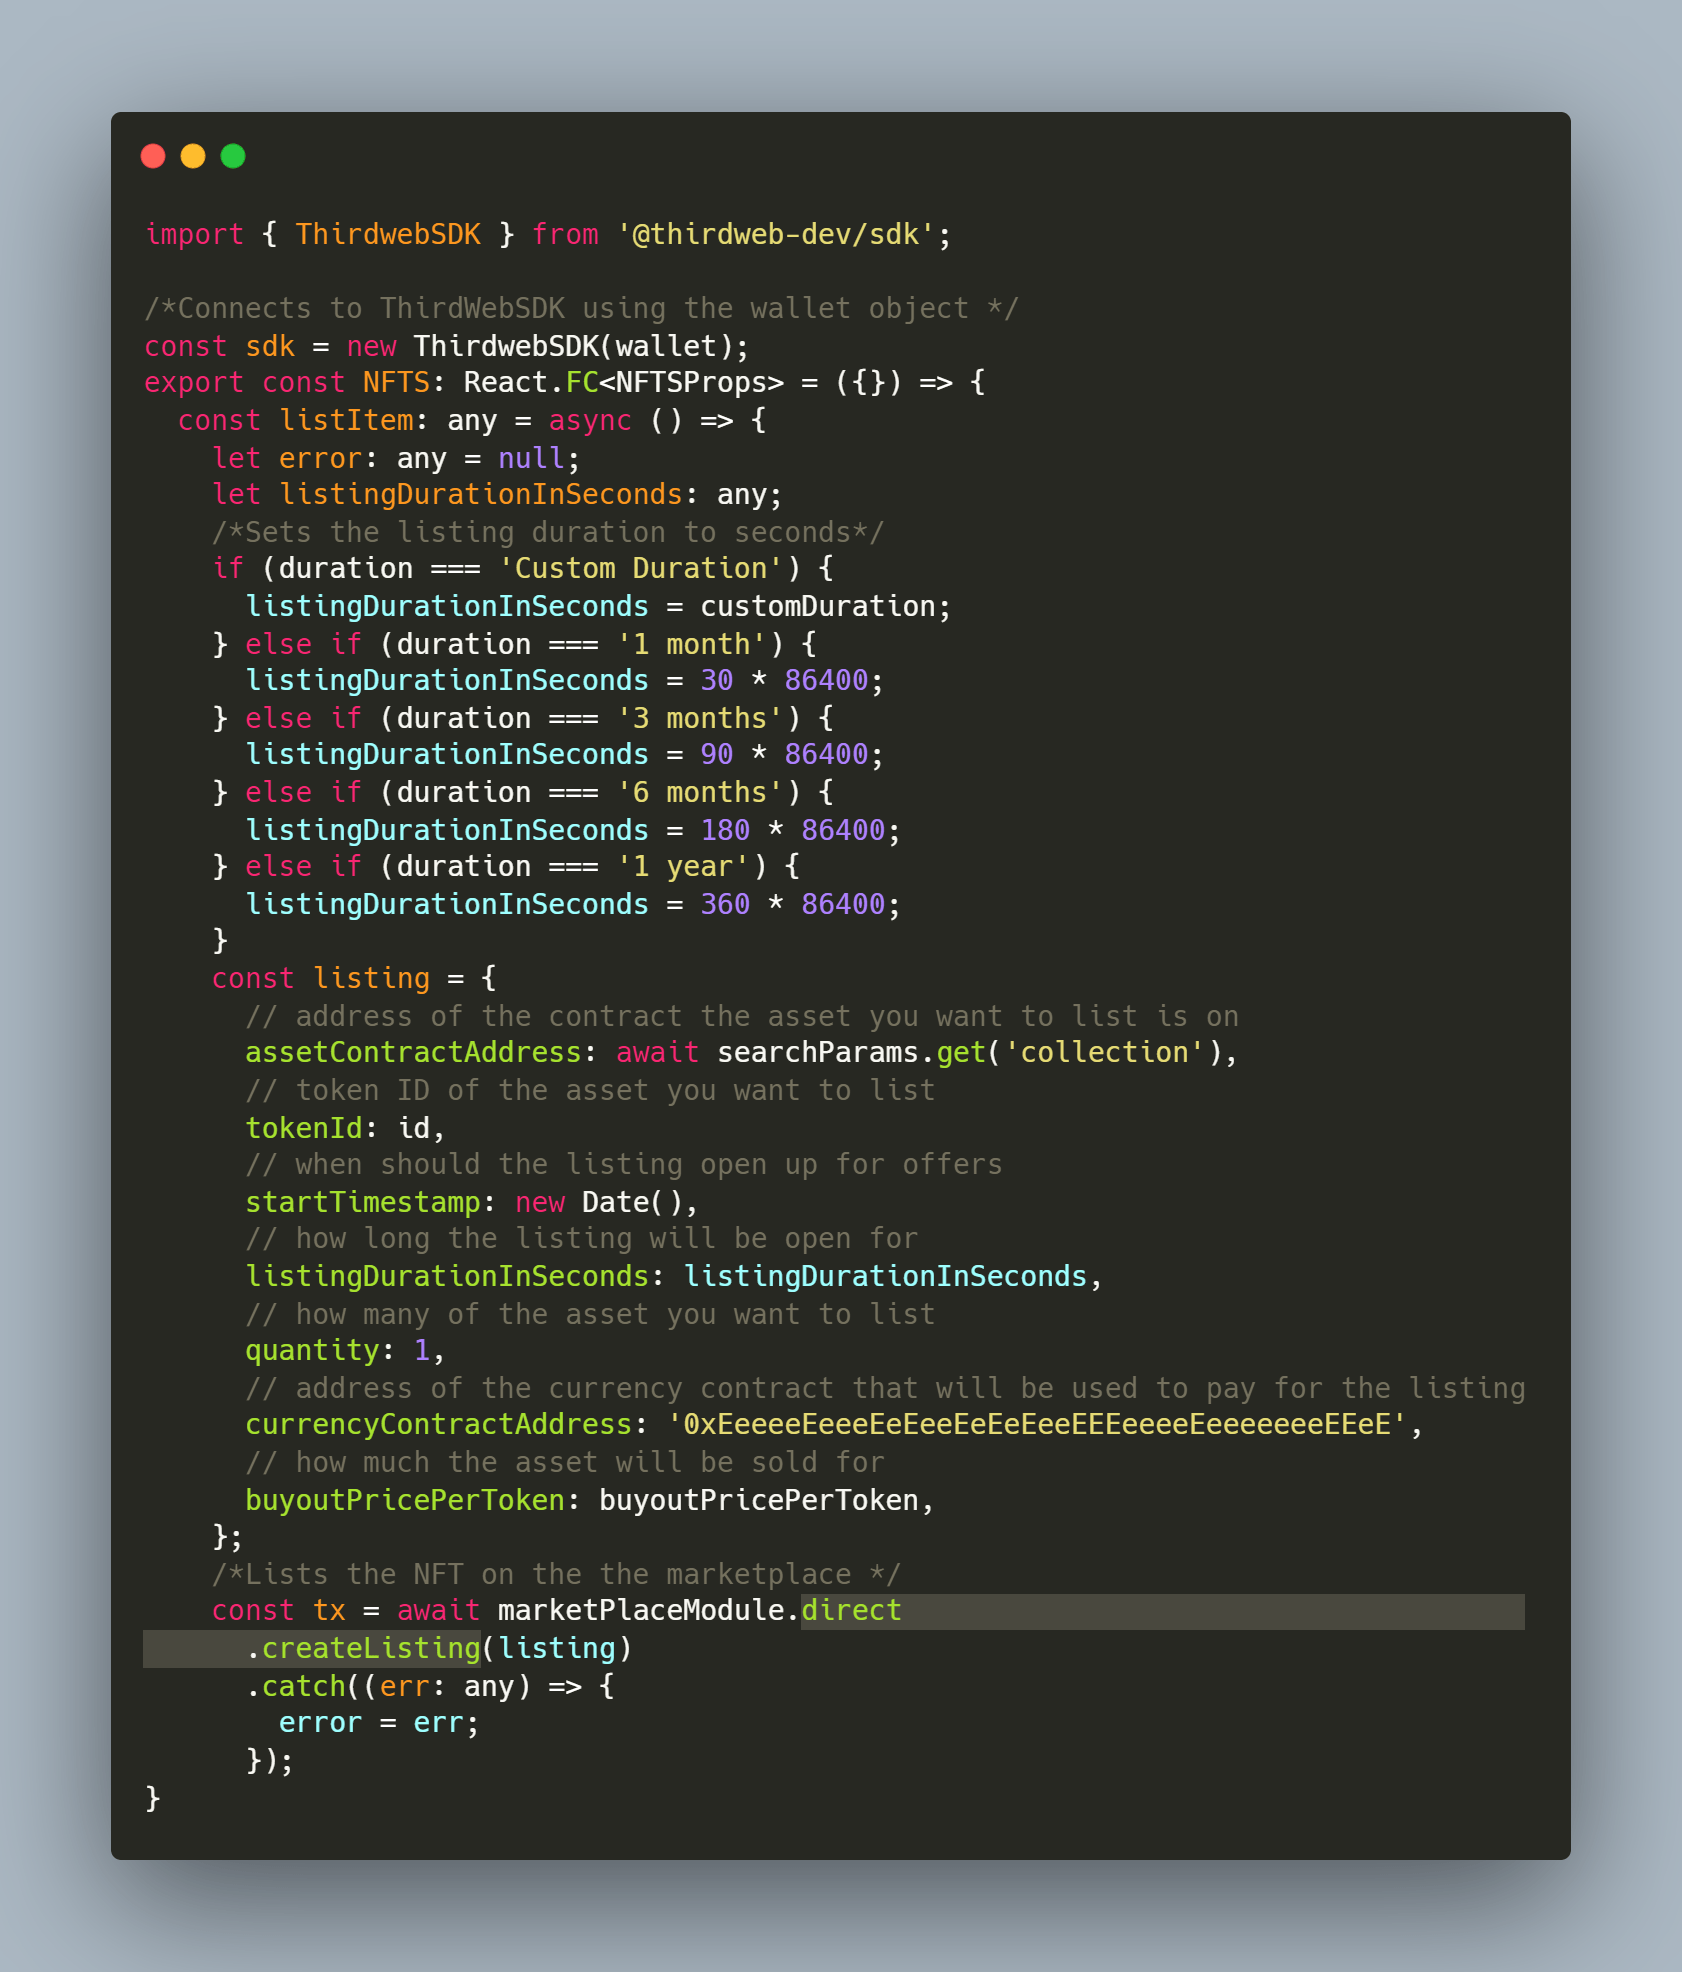 import { ThirdwebSDK } from '@thirdweb-dev/sdk';
/*Connects to ThirdWebSDK using the wallet object */
const sdk = new ThirdwebSDK(wallet);
export const NFTS: React.FC<NFTSProps> = ({}) => {
const listItem: any = async () => {
let error: any = null;
let listingDurationInSeconds: any;
/*Sets the listing duration to seconds*/
if (duration === 'Custom Duration') {
listingDurationInSeconds = customDuration;
} else if (duration === '1 month') {
listingDurationInSeconds = 30 * 86400;
} else if (duration === '3 months') {
listingDurationInSeconds = 90 * 86400;
} else if (duration === '6 months') {
listingDurationInSeconds = 180 * 86400;
} else if (duration === '1 year') {
listingDurationInSeconds = 360 * 86400;
}
const listing = {
// address of the contract the asset you want to list is on
assetContractAddress: await searchParams.get('collection'),
// token ID of the asset you want to list
tokenId: id,
// when should the listing open up for offers
startTimestamp: new Date(),
// how long the listing will be open for
listingDurationInSeconds: listingDurationInSeconds,
// how many of the asset you want to list
quantity: 1,
// address of the currency contract that will be used to pay for the listing
currencyContractAddress: '0xEeeeeEeeeEeEeeEeEeEeeEEEeeeeEeeeeeeeEEeE',
// how much the asset will be sold for
buyoutPricePerToken: buyoutPricePerToken,
};
/*Lists the NFT on the the marketplace */
const tx = await marketPlaceModule.direct
.createListing(listing)
.catch((err: any) => {
error = err;
});
}